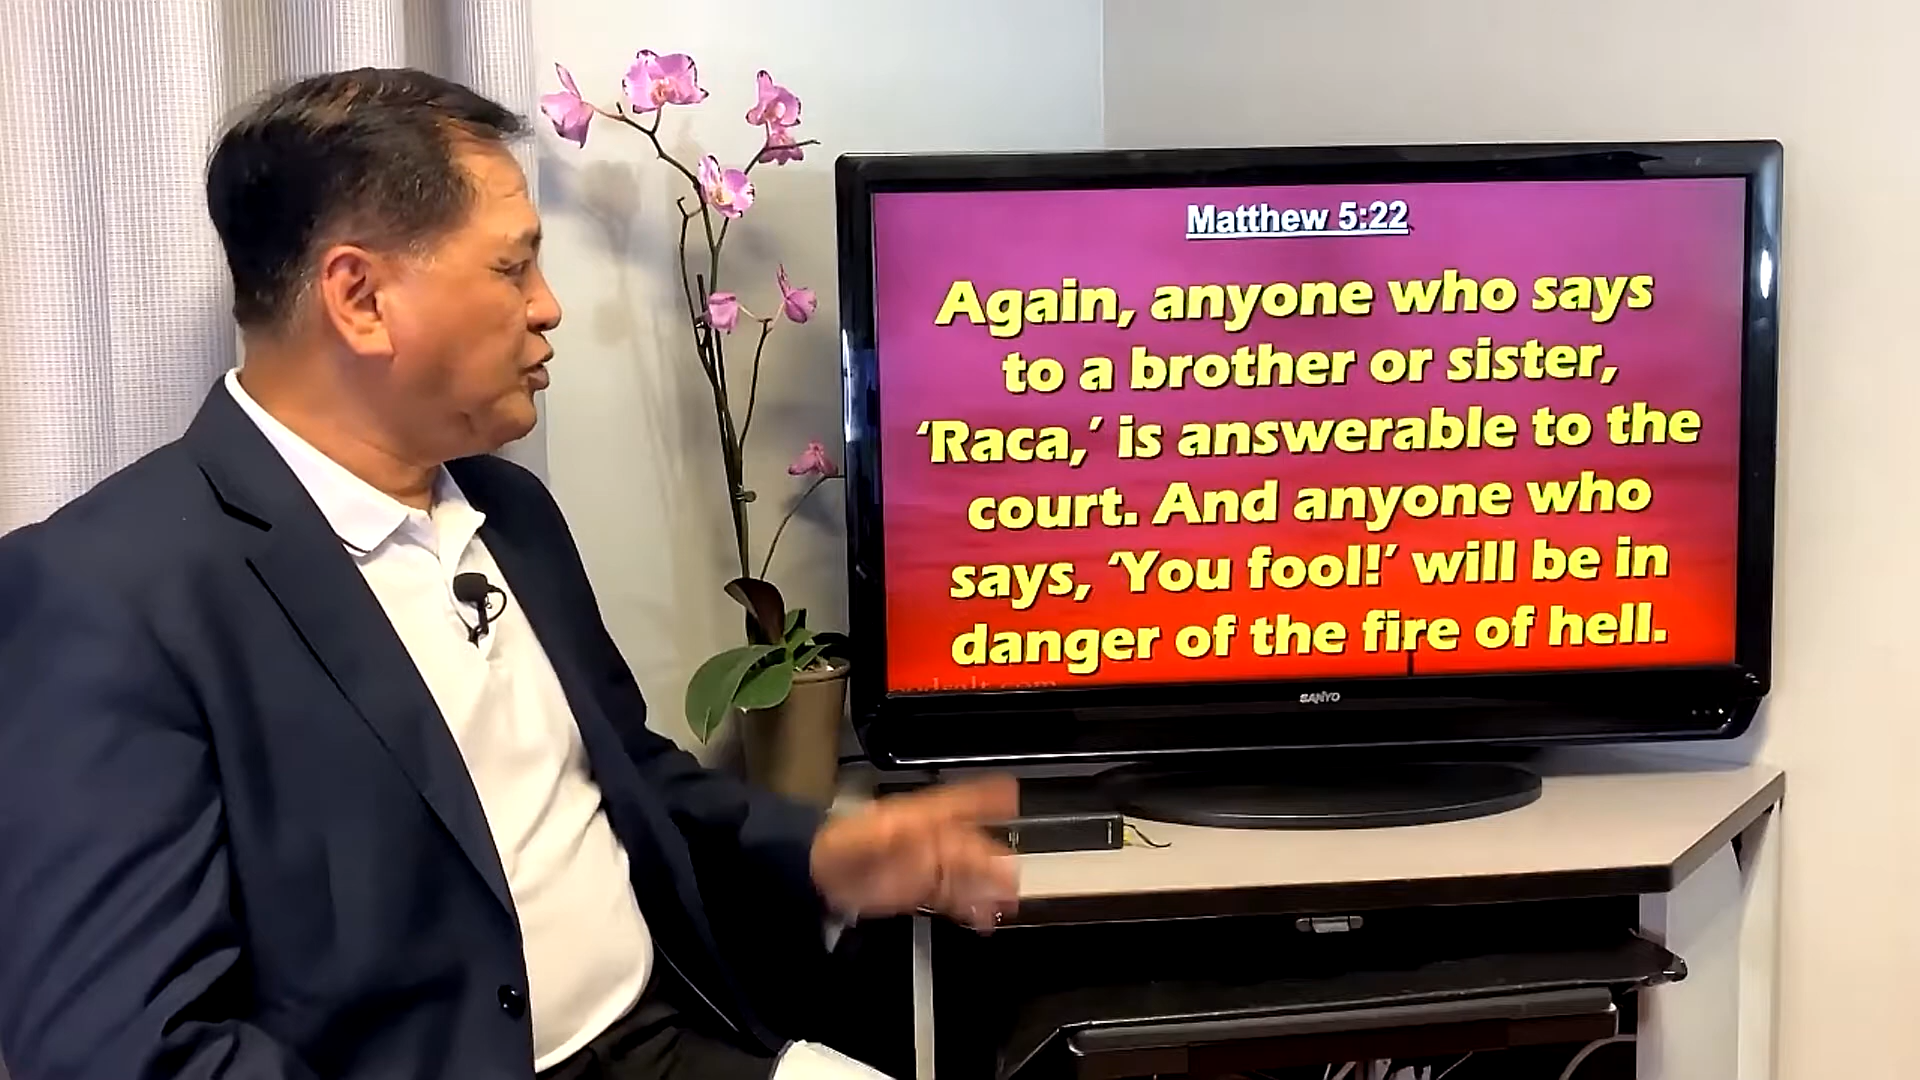 Matthew 5:22
Again, anyone who says
to a brother or sister,
‘Raca,’ is answerable to the
court. And anyone who
says, ‘You fool!’ will be in
danger of the fire of hell.
SANYO